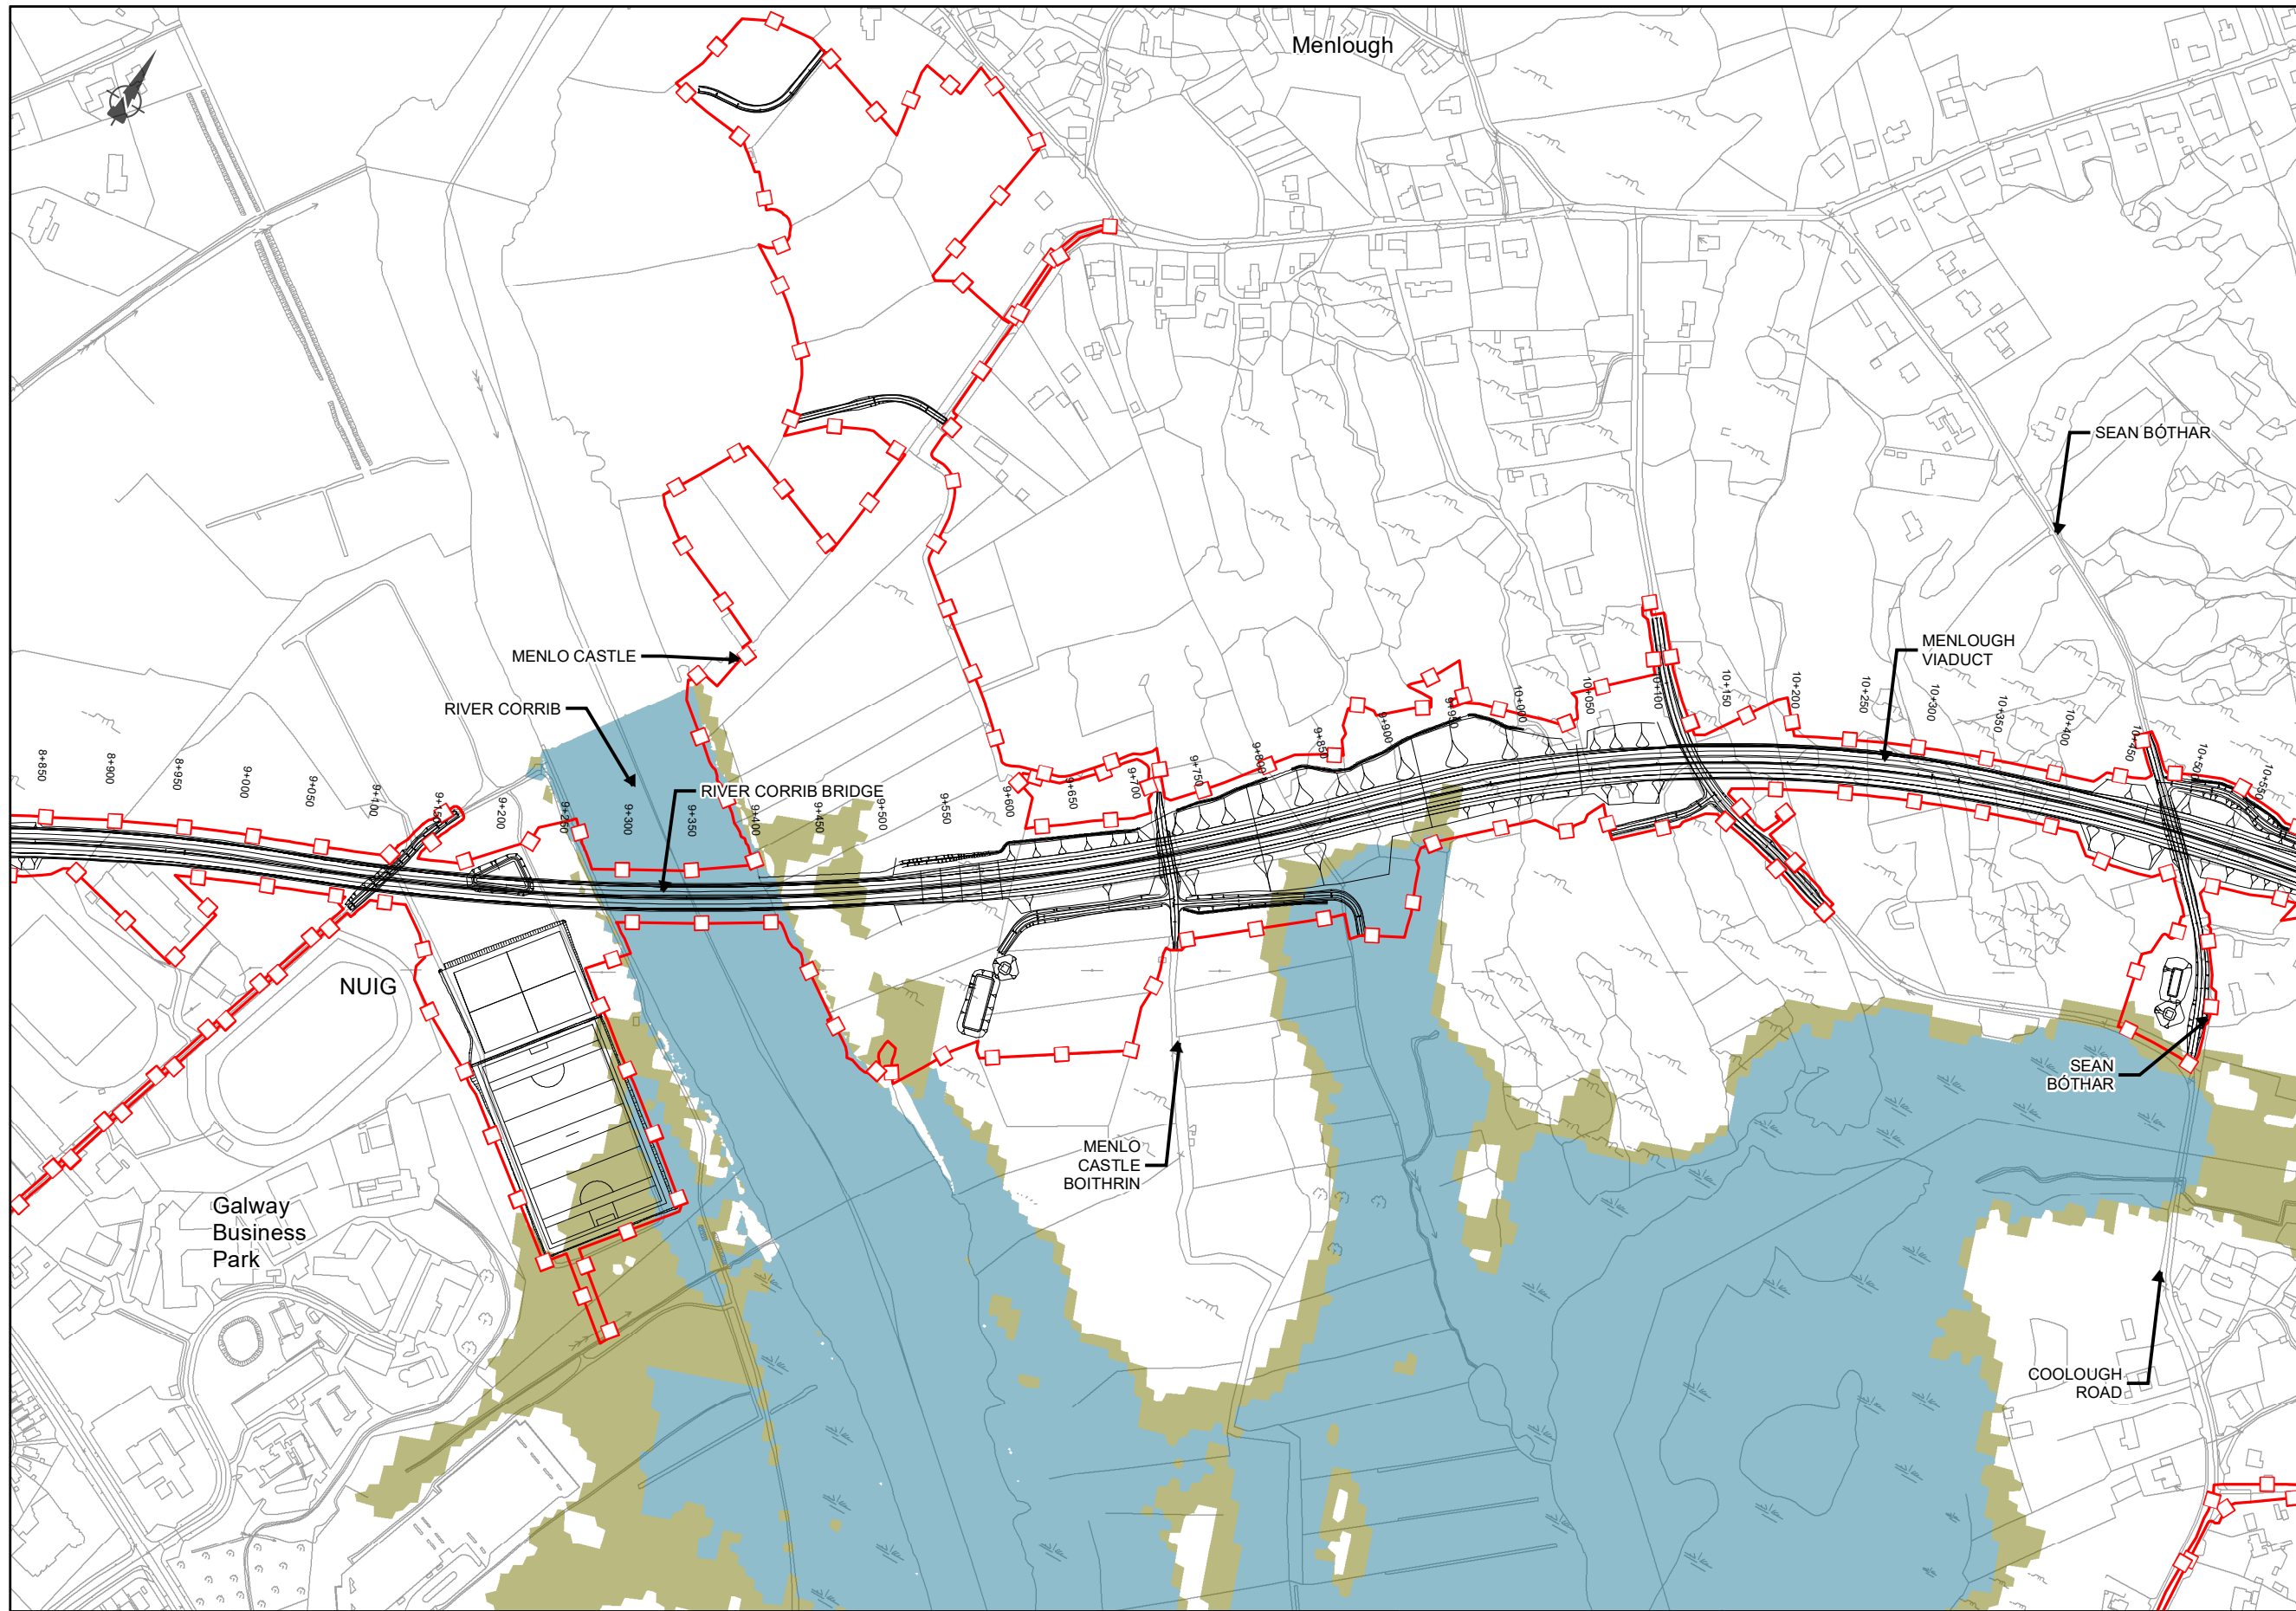 Menlough
SEAN BÓTHAR
MENLO CASTLE
MENLOUGH
VIADUCT
RIVER CORRIB
RIVER CORRIB BRIDGE
8+850
8+900
8+950
9+000
9+050
9+100
9+150
9+200
9+250
9+300
9+350
9+400
9+450
9+500
9+550
9+600
9+650
9+700
9+750
9+800
9+850
9+900
9+950
10+000
10+050
10+100
10+150
10+200
10+250
10+300
10+350
10+400
10+450
10+500
10+550
NUIG
SEAN
BÓTHAR
MENLO
CASTLE
BOITHRIN
Galway
Business
Park
COOLOUGH
ROAD